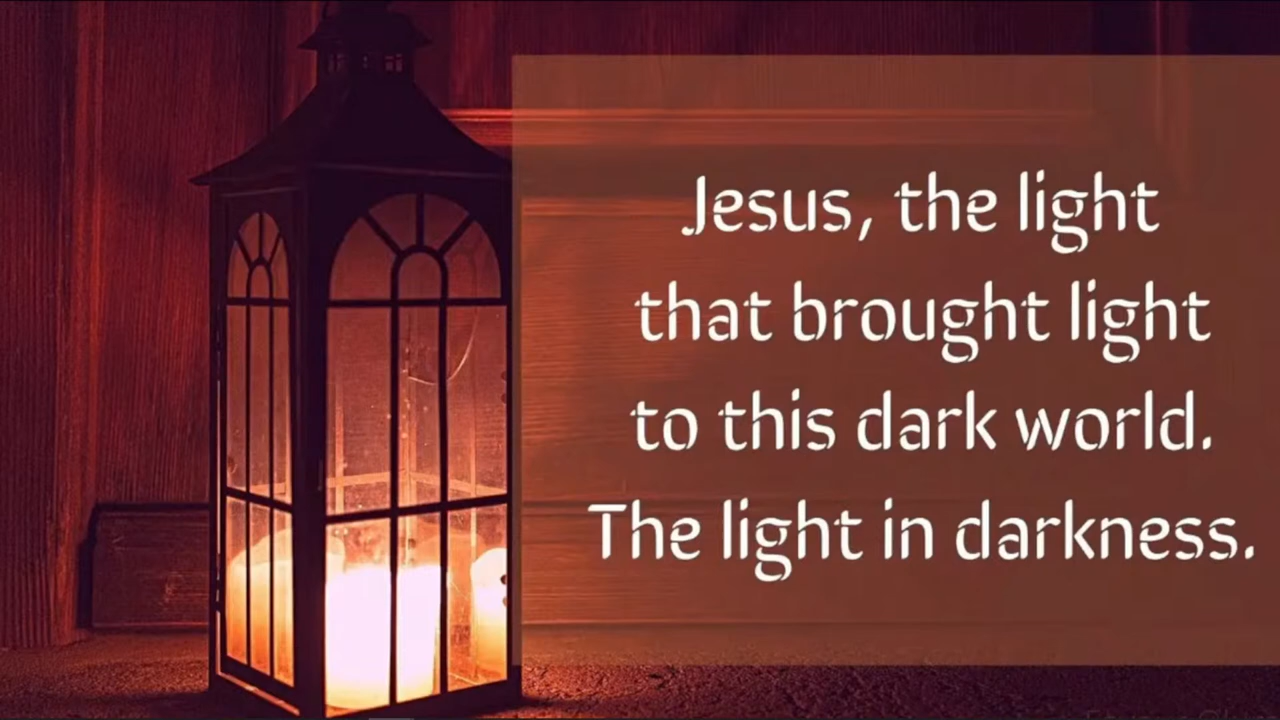 Jesus, the light
that brought light
to this dark world.
The light in darkness.